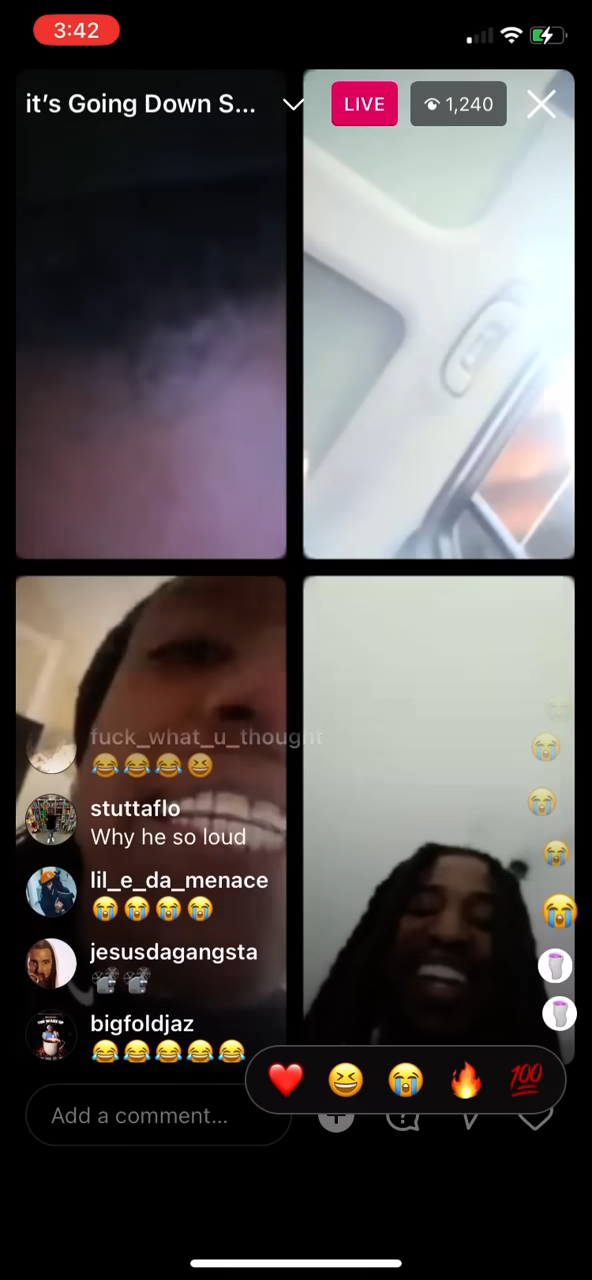 3:42
it’s Going Down S...
LIVE
1,240
fuck_what_u_thought
😂😂😂😆
stuttaflo
Why he so loud
lil_e_da_menace
😭😭😭😭
jesusdagangsta
📽📽
bigfoldjaz
😂😂😂😂😂
❤️😆😭🔥💯
Add a comment...